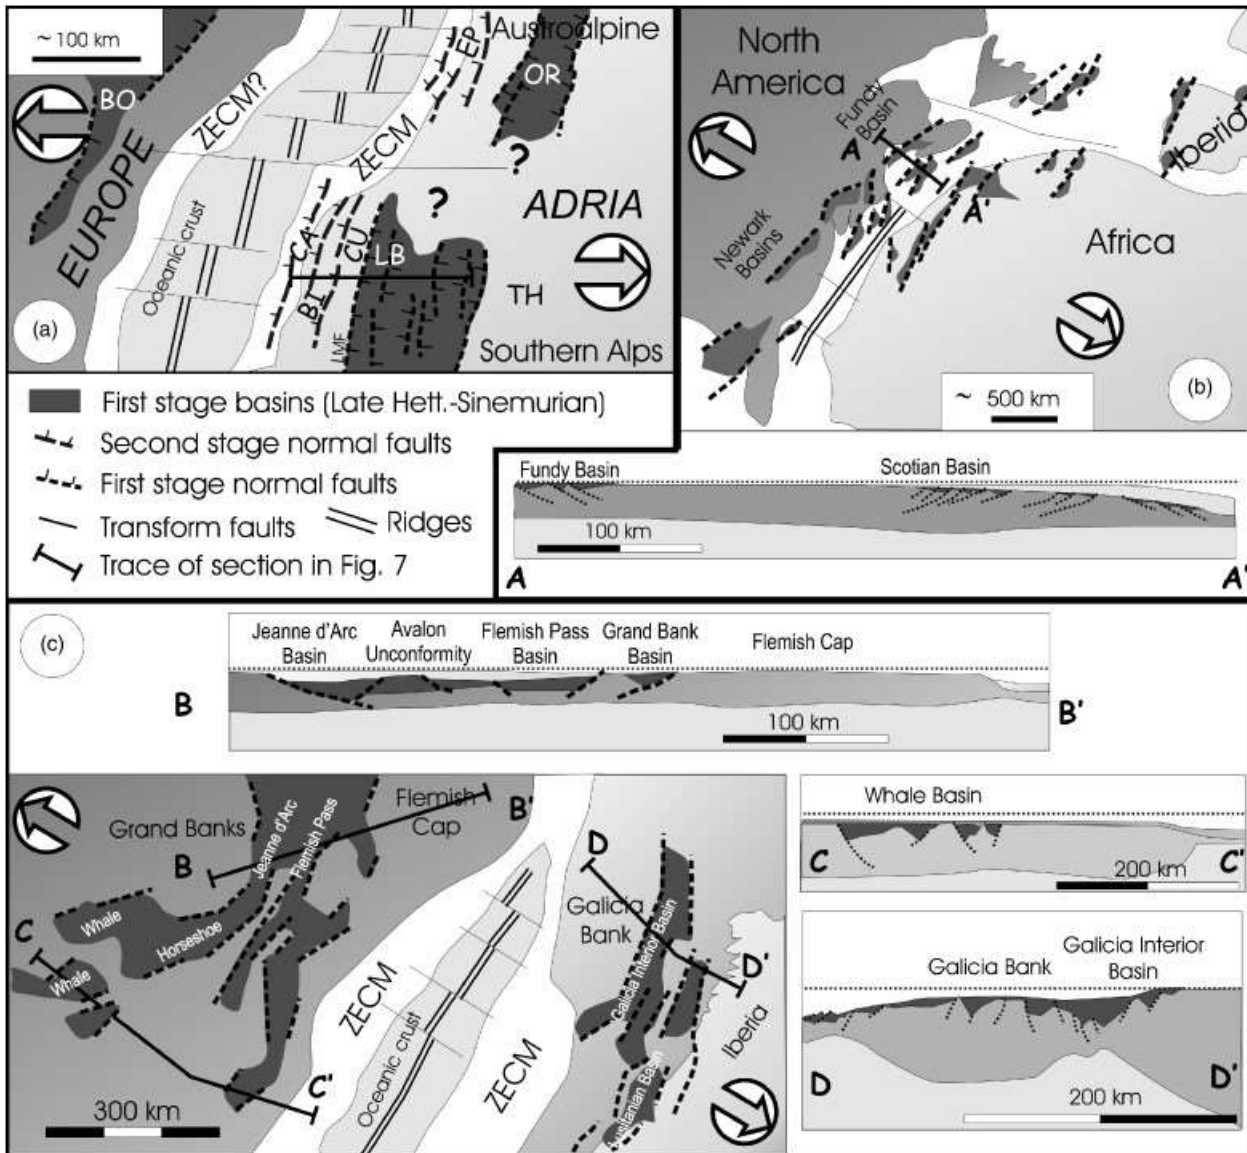 ~ 100 km
BO
EUROPE
ZECM?
ZECM
EP
Austroalpine
OR
?
?
ADRIA
Oceanic crust
CA
BI
CU
LB
LMF
TH
Southern Alps
(a)
North
America
Fundy
Basin
A
A'
Iberia
Newark
Basins
Africa
~ 500 km
(b)
First stage basins (Late Hett.-Sinemurian)
Second stage normal faults
First stage normal faults
Transform faults
Ridges
Trace of section in Fig. 7
Fundy Basin
Scotian Basin
100 km
A
A'
(c)
Jeanne d'Arc
Basin
Avalon
Unconformity
Flemish Pass
Basin
Grand Bank
Basin
Flemish Cap
B
B'
100 km
Grand Banks
Jeanne d'Arc
Flemish Pass
Flemish
Cap
B
B'
C
Whale
Horseshoe
Whale
C'
300 km
ZECM
Oceanic crust
ZECM
D
Galicia
Bank
Galicia Interior Basin
D'
Iberia
Lusitanian Basin
Whale Basin
C
C'
200 km
Galicia Bank
Galicia Interior
Basin
D
D'
200 km